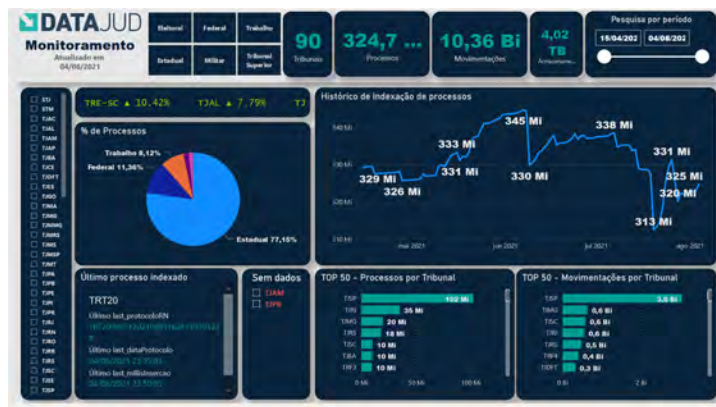 DATAJUD
Monitoramento
Atualizado em
04/08/2021
Eleitoral
Federal
Trabalho
Estadual
Militar
Tribunal
Superior
90
Tribunais
324,7 ...
Processos
10,36 Bi
Movimentações
4,02
TB
Pesquisa por período
15/04/202
04/08/202
STJ
STM
TJAC
TJAL
TJAM
TJAP
TJBA
TJCE
TJDFT
TJES
TJGO
TJMA
TJMG
TJMMG
TJMRS
TJMS
TJMSP
TJMT
TJPA
TJPB
TJPE
TJPI
TJPR
TJRJ
TJRN
TJRO
TJRR
TJRS
TJSC
TJSE
TJSP
TRE-SC ▲ 10.42%
TJAL ▲ 7.79%
TJ
% de Processos
Trabalho 8,12%
Federal 11,36%
Estadual 77,15%
Histórico de Indexação de processos
340 Mi
330 Mi
320 Mi
310 Mi
329 Mi
326 Mi
333 Mi
331 Mi
345 Mi
330 Mi
338 Mi
313 Mi
331 Mi
325 Mi
320 Mi
mai 2021
jun 2021
jul 2021
ago 2021
Último processo indexado
TRT20
Último last_protocoloRN
Último last_dataProtocolo
Último last_millisInsercao
Sem dados
TJAM
TJPB
TOP 50 - Processos por Tribunal
TJSP 102 Mi
TJRJ 35 Mi
TJMG 20 Mi
TJRS 18 Mi
TJSC 10 Mi
TJBA 10 Mi
TRF3 10 Mi
0 Mi
50 Mi
100 Mi
TOP 50 - Movimentações por Tribunal
TJSP 3,6 Bi
TJMG 0,6 Bi
TJSC 0,6 Bi
TJRJ 0,6 Bi
TJRS 0,5 Bi
TRF4 0,4 Bi
TJDFT 0,3 Bi
0 Bi
2 Bi